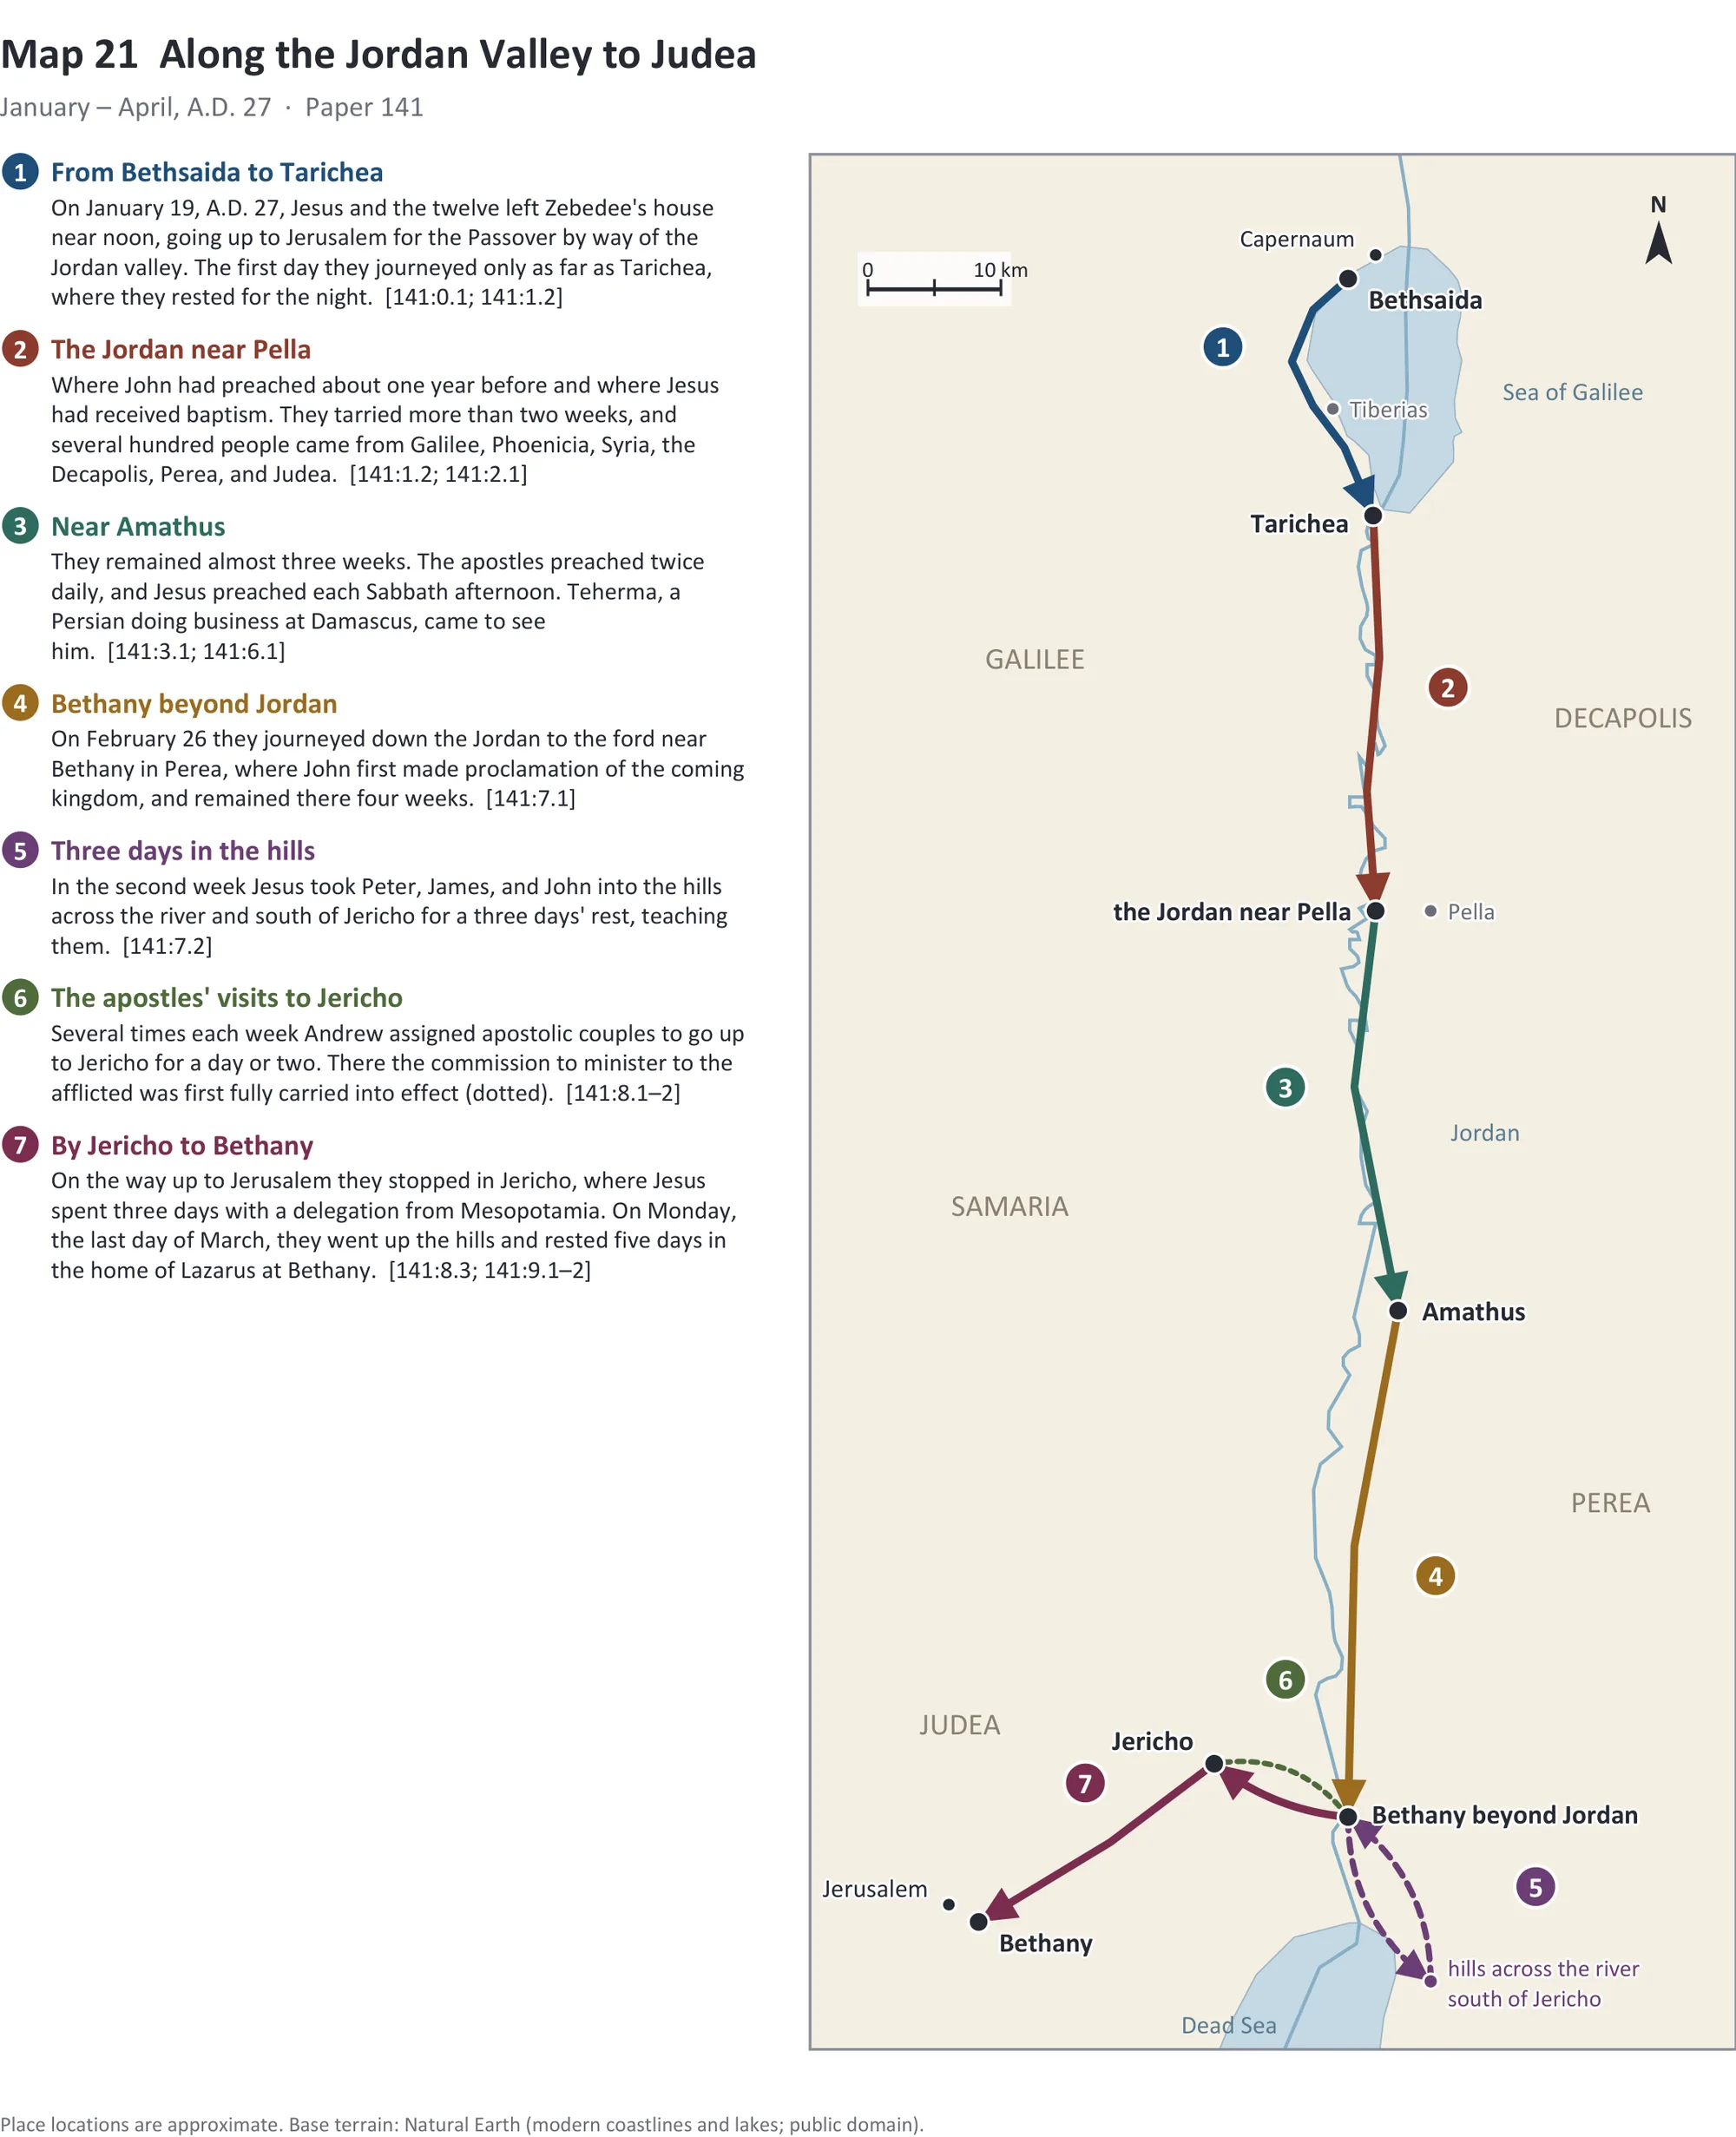 Map 21  Along the Jordan Valley to Judea
January – April, A.D. 27 · Paper 141
1 From Bethsaida to Tarichea
On January 19, A.D. 27, Jesus and the twelve left Zebedee's house
near noon, going up to Jerusalem for the Passover by way of the
Jordan valley. The first day they journeyed only as far as Tarichea,
where they rested for the night. [141:0.1; 141:1.2]
2 The Jordan near Pella
Where John had preached about one year before and where Jesus
had received baptism. They tarried more than two weeks, and
several hundred people came from Galilee, Phoenicia, Syria, the
Decapolis, Perea, and Judea. [141:1.2; 141:2.1]
3 Near Amathus
They remained almost three weeks. The apostles preached twice
daily, and Jesus preached each Sabbath afternoon. Teherma, a
Persian doing business at Damascus, came to see
him. [141:3.1; 141:6.1]
4 Bethany beyond Jordan
On February 26 they journeyed down the Jordan to the ford near
Bethany in Perea, where John first made proclamation of the coming
kingdom, and remained there four weeks. [141:7.1]
5 Three days in the hills
In the second week Jesus took Peter, James, and John into the hills
across the river and south of Jericho for a three days' rest, teaching
them. [141:7.2]
6 The apostles' visits to Jericho
Several times each week Andrew assigned apostolic couples to go up
to Jericho for a day or two. There the commission to minister to the
afflicted was first fully carried into effect (dotted). [141:8.1–2]
7 By Jericho to Bethany
On the way up to Jerusalem they stopped in Jericho, where Jesus
spent three days with a delegation from Mesopotamia. On Monday,
the last day of March, they went up the hills and rested five days in
the home of Lazarus at Bethany. [141:8.3; 141:9.1–2]
N
Capernaum
0 10 km
Bethsaida
1
Sea of Galilee
Tiberias
Tarichea
GALILEE
2
DECAPOLIS
the Jordan near Pella
Pella
3
Jordan
SAMARIA
Amathus
PEREA
4
6
JUDEA
Jericho
7
Bethany beyond Jordan
5
Jerusalem
Bethany
hills across the river
south of Jericho
Dead Sea
Place locations are approximate. Base terrain: Natural Earth (modern coastlines and lakes; public domain).